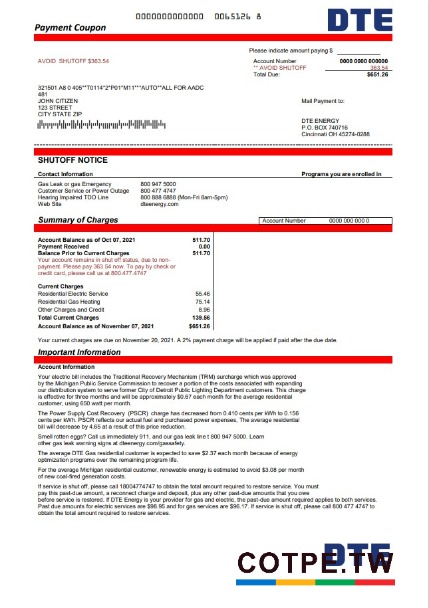 0000000000000 0065126 8
DTE
Payment Coupon
Please indicate amount paying $
AVOID SHUTOFF $363.54
Account Number 0000 0000 000000
** AVOID SHUTOFF 363.54
Total Due: $651.26
321501 A8 0 405**T0114*2*P01*M11***AUTO**ALL FOR AADC
481
JOHN CITIZEN
123 STREET
CITY STATE ZIP
Mail Payment to:
DTE ENERGY
P.O. BOX 740716
Cincinnati OH 45274-0288
SHUTOFF NOTICE
Contact Information Programs you are enrolled in
Gas Leak or gas Emergency 800 947 5000
Customer Service or Power Outage 800 477 4747
Hearing Impaired TDD Line 800 888 6886 (Mon-Fri 8am-5pm)
Web Site dteenergy.com
Summary of Charges
Account Number 0000 000 000 0
Account Balance as of Oct 07, 2021 511.70
Payment Received 0.00
Balance Prior to Current Charges 511.70
Your account remains in shut off status, due to non-
payment. Please pay 363.54 now. To pay by check or
credit card, please call us at 800.477.4747
Current Charges
Residential Electric Service 55.46
Residential Gas Heating 75.14
Other Charges and Credit 8.96
Total Current Charges 139.56
Account Balance as of November 07, 2021 $651.26
Your current charges are due on November 20, 2021. A 2% payment charge will be applied if paid after the due date.
Important Information
Account Information
Your electric bill includes the Traditional Recovery Mechanism (TRM) surcharge which was approved
by the Michigan Public Service Commission to recover a portion of the costs associated with expanding
our distribution system to serve former City of Detroit Public Lighting Department customers. This charge
is effective for three months and will be approximately $0.67 each month for the average residential
customer, using 650 watt per month.
The Power Supply Cost Recovery (PSCR) charge has decreased from 0.410 cents per kWh to 0.156
cents per kWh. PSCR reflects our actual fuel and purchased power expenses. The average residential
bill will decrease by 4.65 at a result of this price reduction.
Smell rotten eggs? Call us immediately 911, and our gas leak line t 800 947 5000. Learn
other gas leak warning signs at dteenergy.com/gassafety.
The average DTE Gas residential customer is expected to save $2.37 each month because of energy
optimization programs over the remaining program life.
For the average Michigan residential customer, renewable energy is estimated to avoid $3.08 per month
of new coal-fired generation costs.
If service is shut off, please call 18004774747 to obtain the total amount required to restore service. You must
pay this past-due amount, a reconnect charge and deposit, plus any other past-due amounts that you owe
before service is restored. If DTE Energy is your provider for gas and electric, the past-due amount required applies to both services.
Past due amounts for electric services are $96.95 and for gas services are $96.17. If service is shut off, please call 800 477 4747 to
obtain the total amount required to restore services.
DTE
COTPE.TW